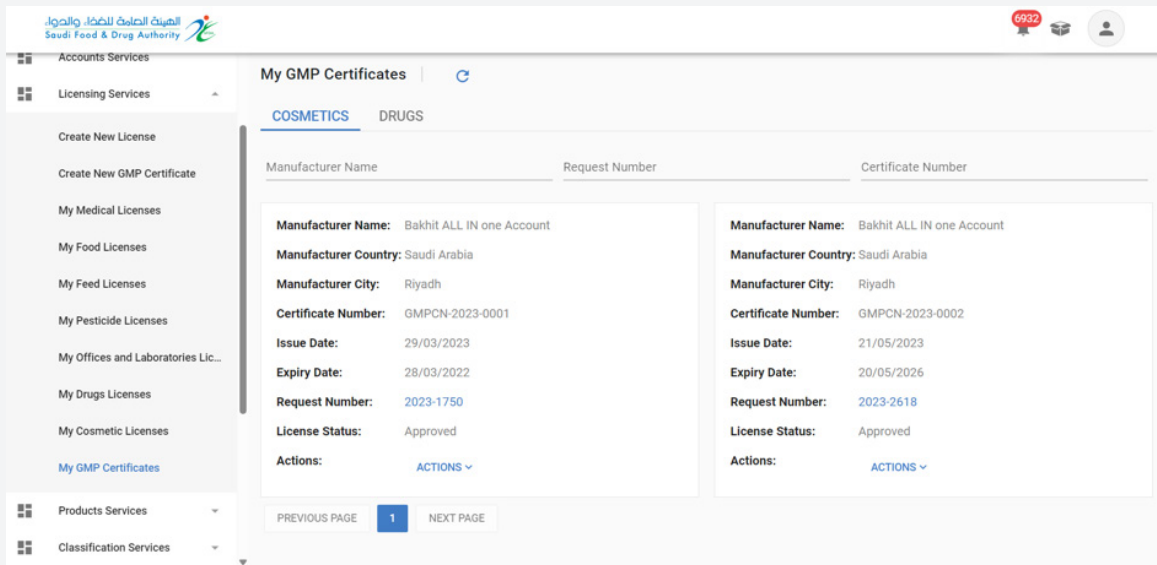 الهيئة العامة للغذاء والدواء
Saudi Food & Drug Authority
6932
Accounts Services
Licensing Services
Create New License
Create New GMP Certificate
My Medical Licenses
My Food Licenses
My Feed Licenses
My Pesticide Licenses
My Offices and Laboratories Lic...
My Drugs Licenses
My Cosmetic Licenses
My GMP Certificates
Products Services
Classification Services
My GMP Certificates
COSMETICS DRUGS
Manufacturer Name Request Number Certificate Number
Manufacturer Name: Bakhit ALL IN one Account
Manufacturer Country: Saudi Arabia
Manufacturer City: Riyadh
Certificate Number: GMPCN-2023-0001
Issue Date: 29/03/2023
Expiry Date: 28/03/2022
Request Number: 2023-1750
License Status: Approved
Actions: ACTIONS
Manufacturer Name: Bakhit ALL IN one Account
Manufacturer Country: Saudi Arabia
Manufacturer City: Riyadh
Certificate Number: GMPCN-2023-0002
Issue Date: 21/05/2023
Expiry Date: 20/05/2026
Request Number: 2023-2618
License Status: Approved
Actions: ACTIONS
PREVIOUS PAGE 1 NEXT PAGE